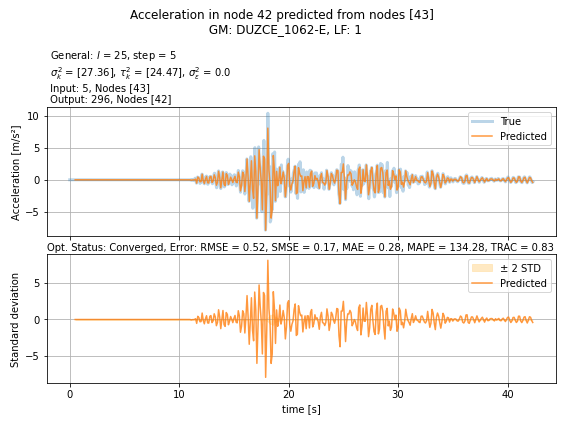 Acceleration in node 42 predicted from nodes [43]
GM: DUZCE_1062-E, LF: 1
General: l = 25, step = 5
σ²ₖ = [27.36], τ²ₖ = [24.47], σ²ε = 0.0
Input: 5, Nodes [43]
Output: 296, Nodes [42]
Acceleration [m/s²]
10
5
0
−5
True
Predicted
Opt. Status: Converged, Error: RMSE = 0.52, SMSE = 0.17, MAE = 0.28, MAPE = 134.28, TRAC = 0.83
Standard deviation
5
0
−5
± 2 STD
Predicted
0 10 20 30 40
time [s]